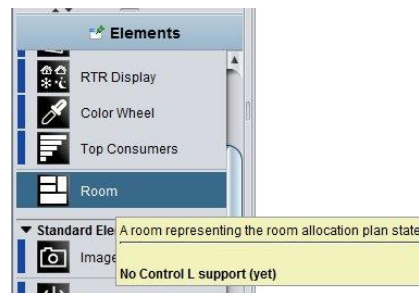 Elements
RTR Display
Color Wheel
Top Consumers
Room
Standard Ele
A room representing the room allocation plan state
Image
No Control L support (yet)